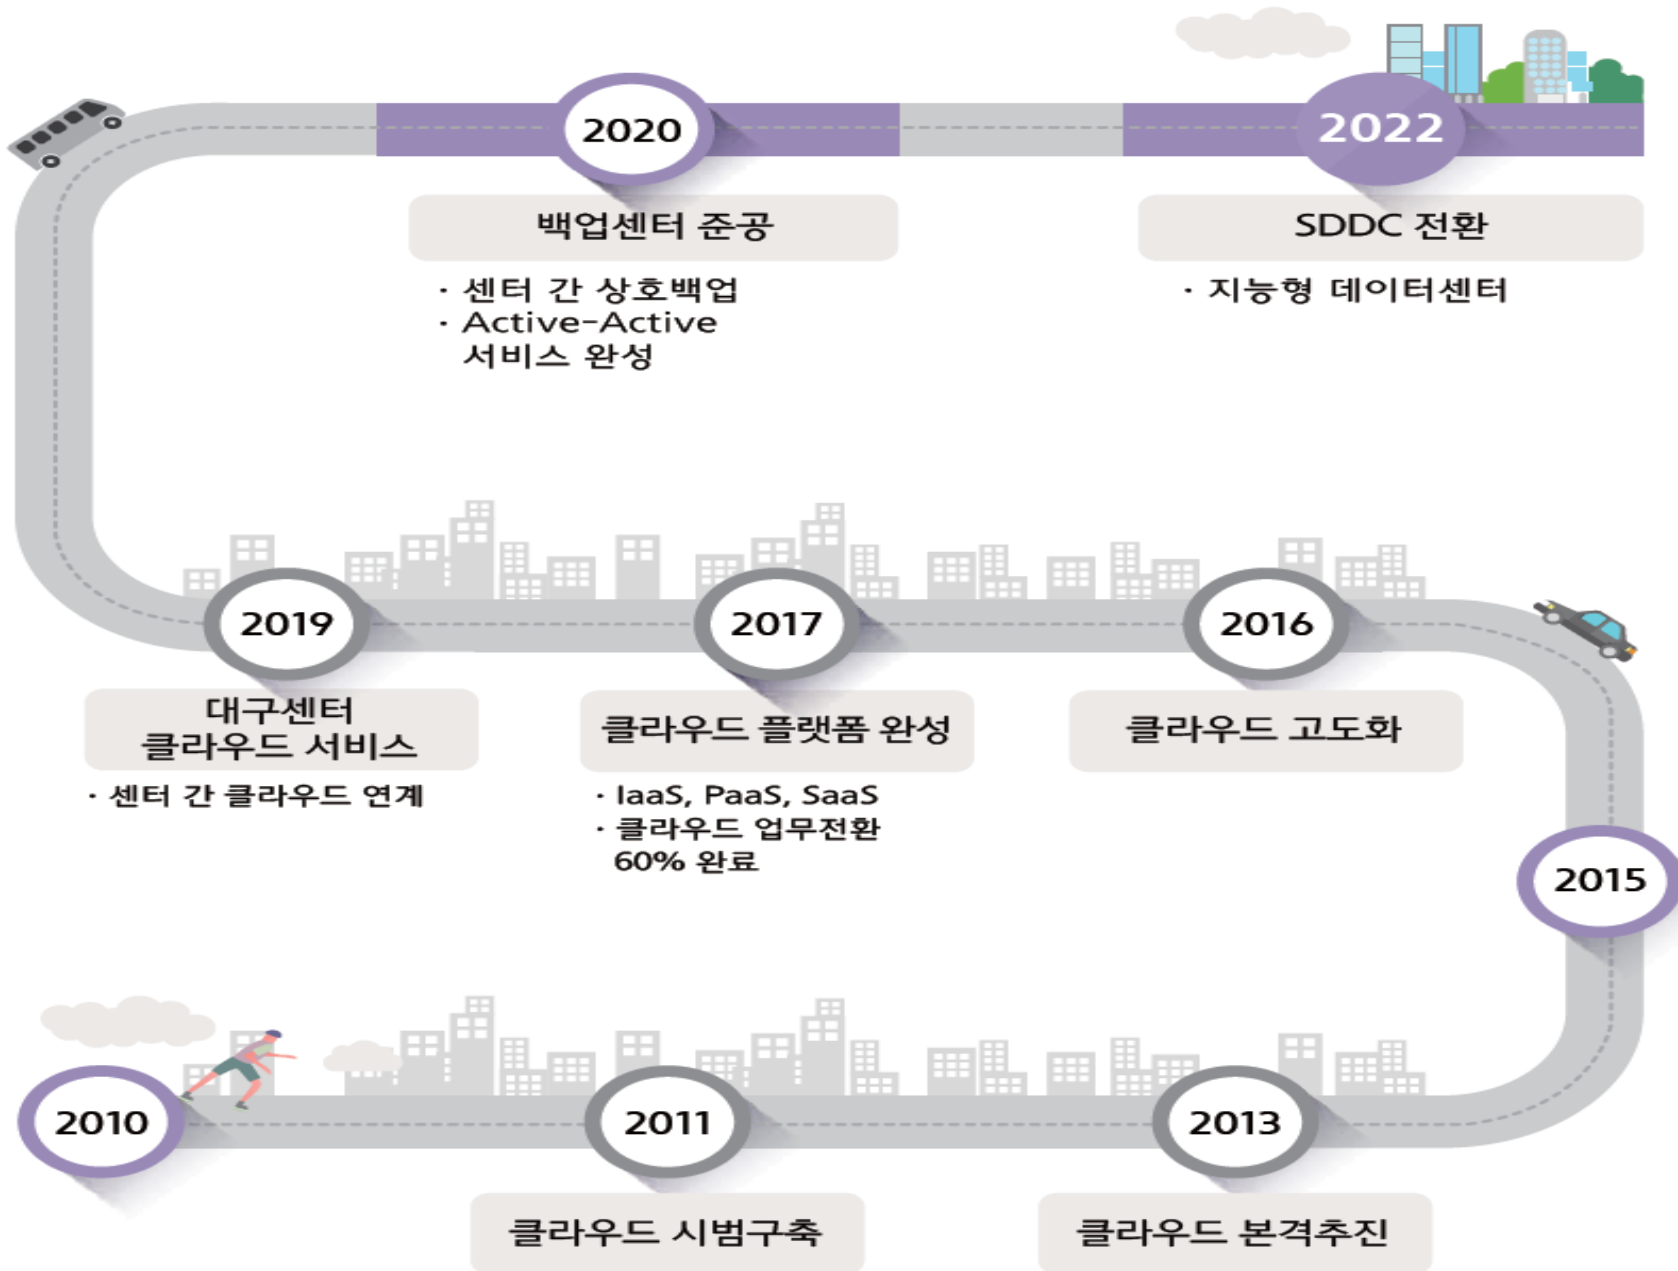 2020
2022
백업센터 준공
SDDC 전환
· 센터 간 상호백업
· Active-Active
서비스 완성
· 지능형 데이터센터
2019
2017
2016
대구센터
클라우드 서비스
클라우드 플랫폼 완성
클라우드 고도화
· 센터 간 클라우드 연계
· IaaS, PaaS, SaaS
· 클라우드 업무전환
60% 완료
2015
2010
2011
2013
클라우드 시범구축
클라우드 본격추진